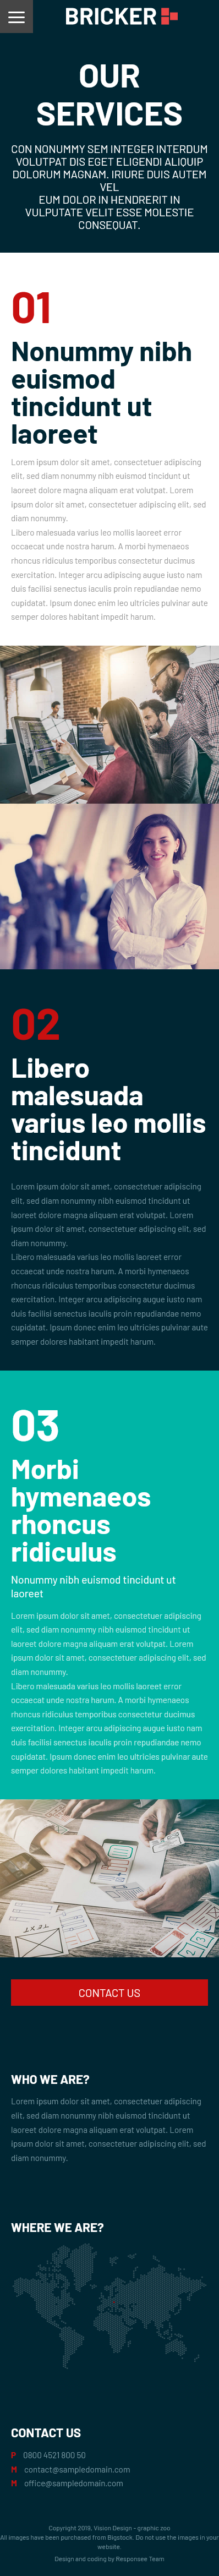 BRICKER
OUR
SERVICES
CON NONUMMY SEM INTEGER INTERDUM
VOLUTPAT DIS EGET ELIGENDI ALIQUIP
DOLORUM MAGNAM. IRIURE DUIS AUTEM
VEL
EUM DOLOR IN HENDRERIT IN
VULPUTATE VELIT ESSE MOLESTIE
CONSEQUAT.
01
Nonummy nibh
euismod
tincidunt ut
laoreet
Lorem ipsum dolor sit amet, consectetuer adipiscing
elit, sed diam nonummy nibh euismod tincidunt ut
laoreet dolore magna aliquam erat volutpat. Lorem
ipsum dolor sit amet, consectetuer adipiscing elit, sed
diam nonummy.
Libero malesuada varius leo mollis laoreet error
occaecat unde nostra harum. A morbi hymenaeos
rhoncus ridiculus temporibus consectetur ducimus
exercitation. Integer arcu adipiscing augue iusto nam
duis facilisi senectus iaculis proin repudiandae nemo
cupidatat. Ipsum donec enim leo ultricies pulvinar aute
semper dolores habitant impedit harum.
02
Libero
malesuada
varius leo mollis
tincidunt
Lorem ipsum dolor sit amet, consectetuer adipiscing
elit, sed diam nonummy nibh euismod tincidunt ut
laoreet dolore magna aliquam erat volutpat. Lorem
ipsum dolor sit amet, consectetuer adipiscing elit, sed
diam nonummy.
Libero malesuada varius leo mollis laoreet error
occaecat unde nostra harum. A morbi hymenaeos
rhoncus ridiculus temporibus consectetur ducimus
exercitation. Integer arcu adipiscing augue iusto nam
duis facilisi senectus iaculis proin repudiandae nemo
cupidatat. Ipsum donec enim leo ultricies pulvinar aute
semper dolores habitant impedit harum.
03
Morbi
hymenaeos
rhoncus
ridiculus
Nonummy nibh euismod tincidunt ut
laoreet
Lorem ipsum dolor sit amet, consectetuer adipiscing
elit, sed diam nonummy nibh euismod tincidunt ut
laoreet dolore magna aliquam erat volutpat. Lorem
ipsum dolor sit amet, consectetuer adipiscing elit, sed
diam nonummy.
Libero malesuada varius leo mollis laoreet error
occaecat unde nostra harum. A morbi hymenaeos
rhoncus ridiculus temporibus consectetur ducimus
exercitation. Integer arcu adipiscing augue iusto nam
duis facilisi senectus iaculis proin repudiandae nemo
cupidatat. Ipsum donec enim leo ultricies pulvinar aute
semper dolores habitant impedit harum.
TEXT
1
2
3
CONTACT US
WHO WE ARE?
Lorem ipsum dolor sit amet, consectetuer adipiscing
elit, sed diam nonummy nibh euismod tincidunt ut
laoreet dolore magna aliquam erat volutpat. Lorem
ipsum dolor sit amet, consectetuer adipiscing elit, sed
diam nonummy.
WHERE WE ARE?
CONTACT US
P 0800 4521 800 50
M contact@sampledomain.com
M office@sampledomain.com
Copyright 2019, Vision Design - graphic zoo
All images have been purchased from Bigstock. Do not use the images in your
website.
Design and coding by Responsee Team